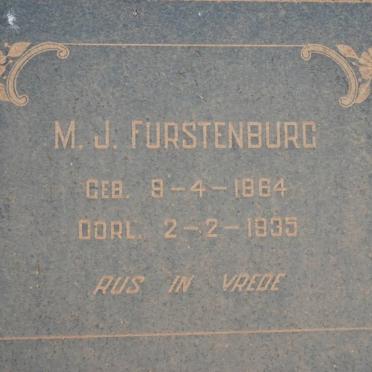 M. J. FURSTENBURG
GEB. 9-4-1864
OORL. 2-2-1935
RUS IN VREDE